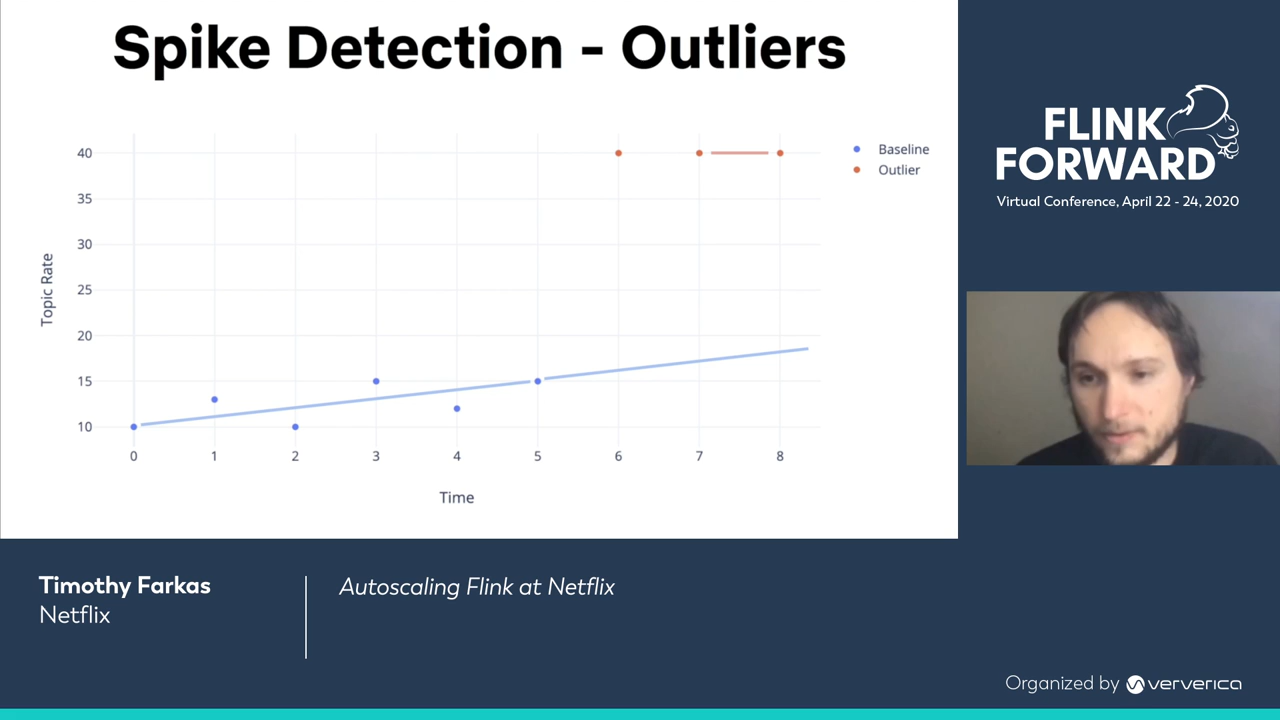 Spike Detection - Outliers
40
35
30
25
20
15
10
Topic Rate
0 1 2 3 4 5 6 7 8
Time
Baseline
Outlier
FLINK
FORWARD
Virtual Conference, April 22 - 24, 2020
Timothy Farkas
Netflix
Autoscaling Flink at Netflix
Organized by ververica